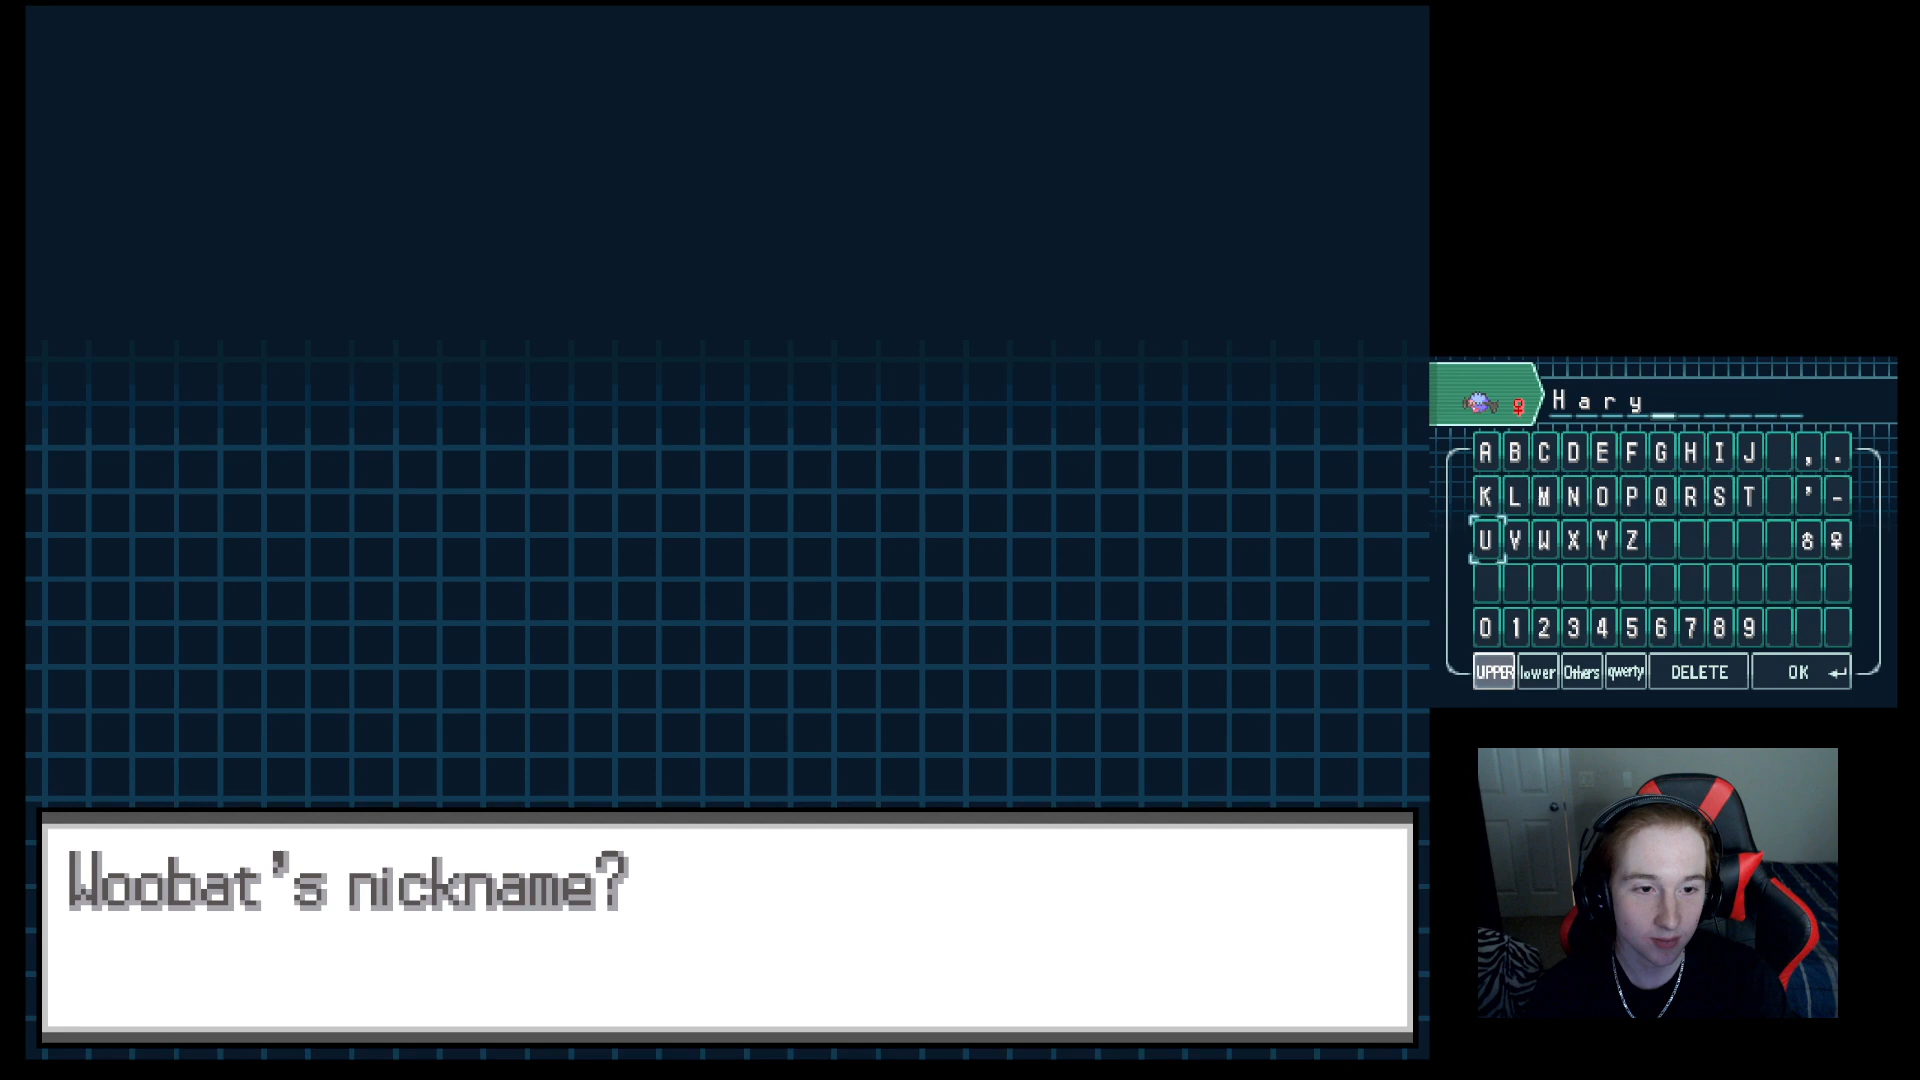 Hary
A B C D E F G H I J , .
K L M N O P Q R S T ' -
U V W X Y Z ♂ ♀
0 1 2 3 4 5 6 7 8 9
UPPER lower Others qwerty DELETE OK
Woobat's nickname?